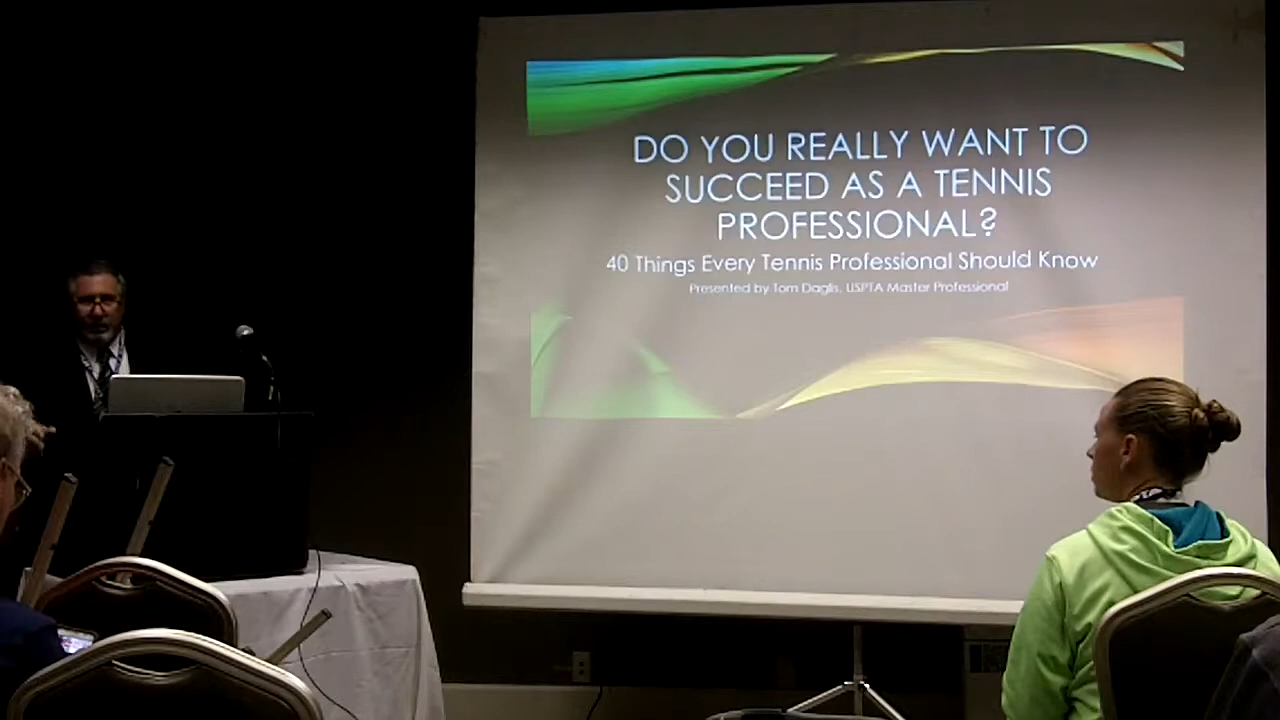 DO YOU REALLY WANT TO
SUCCEED AS A TENNIS
PROFESSIONAL?
40 Things Every Tennis Professional Should Know
Presented by Tom Daglis, USPTA Master Professional